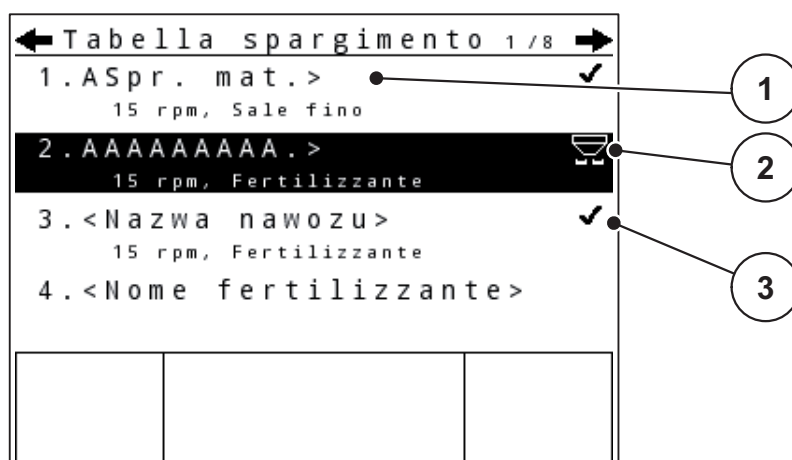 Tabella spargimento 1/8
1.ASpr. mat.>
15 rpm, Sale fino
2.AAAAAAAAA.>
15 rpm, Fertilizzante
3.<Nazwa nawozu>
15 rpm, Fertilizzante
4.<Nome fertilizzante>
1
2
3